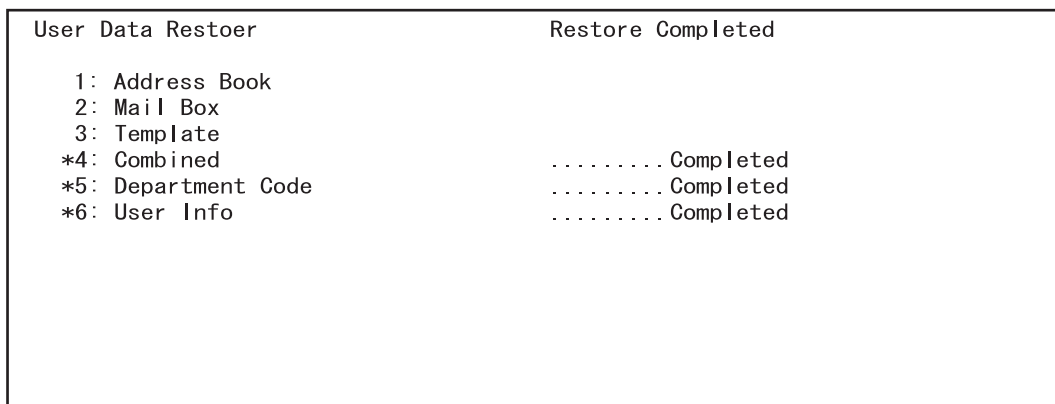 User Data Restoer Restore Completed
1: Address Book
2: Mail Box
3: Template
*4: Combined .........Completed
*5: Department Code .........Completed
*6: User Info .........Completed